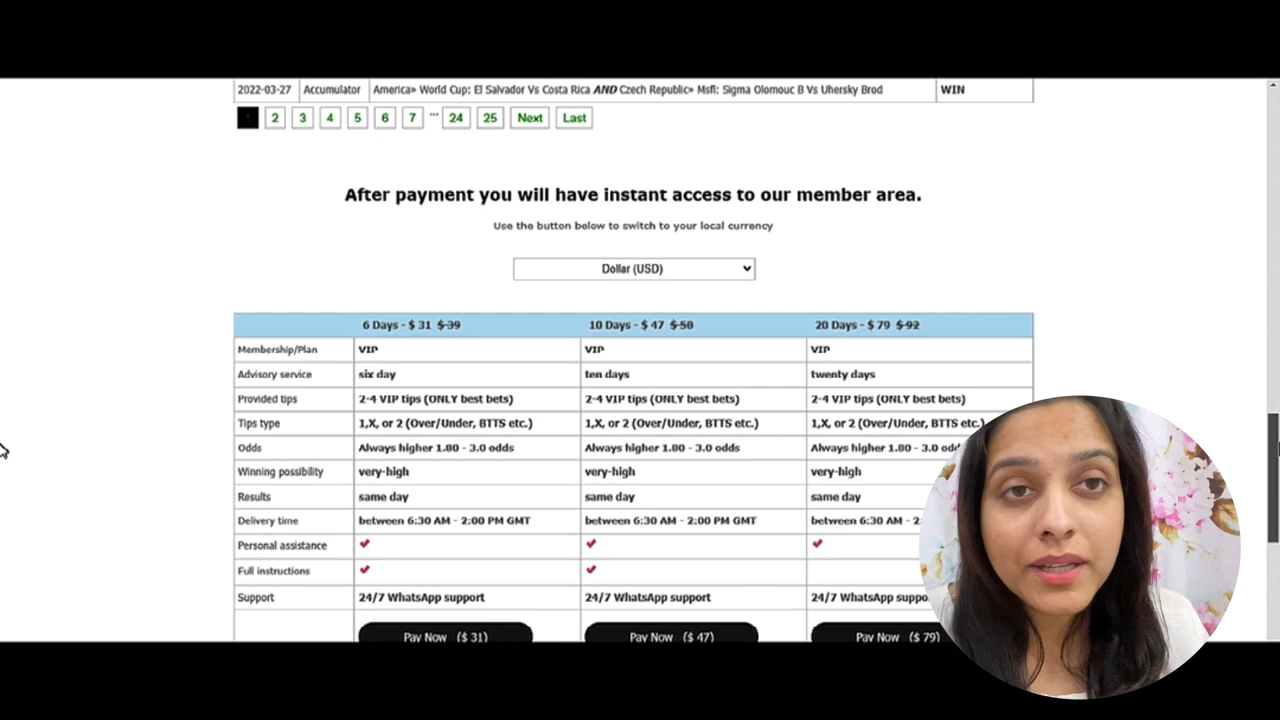 2022-03-27 Accumulator America» World Cup: El Salvador Vs Costa Rica AND Czech Republic» Msfl: Sigma Olomouc B Vs Uhersky Brod WIN
1 2 3 4 5 6 7 ... 24 25 Next Last
After payment you will have instant access to our member area.
Use the button below to switch to your local currency
Dollar (USD)
6 Days - $ 31 $ 39 10 Days - $ 47 $ 58 20 Days - $ 79 $ 92
Membership/Plan VIP VIP VIP
Advisory service six day ten days twenty days
Provided tips 2-4 VIP tips (ONLY best bets) 2-4 VIP tips (ONLY best bets) 2-4 VIP tips (ONLY best bets)
Tips type 1,X, or 2 (Over/Under, BTTS etc.) 1,X, or 2 (Over/Under, BTTS etc.) 1,X, or 2 (Over/Under, BTTS etc.)
Odds Always higher 1.80 - 3.0 odds Always higher 1.80 - 3.0 odds Always higher 1.80 - 3.0 odds
Winning possibility very-high very-high very-high
Results same day same day same day
Delivery time between 6:30 AM - 2:00 PM GMT between 6:30 AM - 2:00 PM GMT between 6:30 AM - 2
Personal assistance
Full instructions
Support 24/7 WhatsApp support 24/7 WhatsApp support 24/7 WhatsApp suppo
Pay Now ($ 31) Pay Now ($ 47) Pay Now ($ 79)